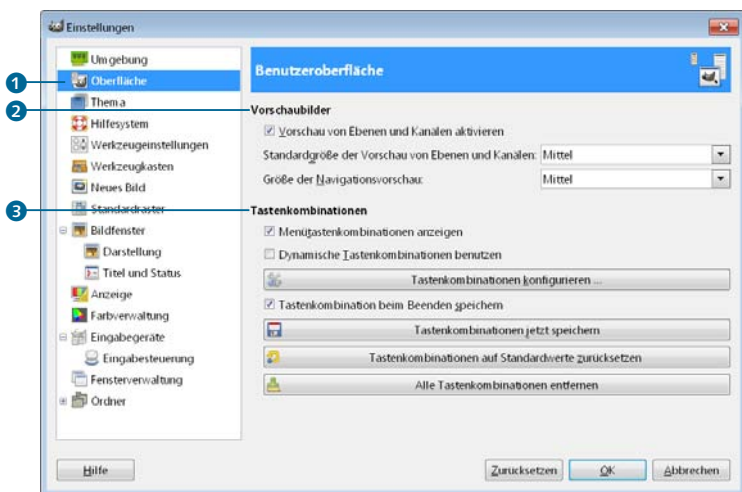 Einstellungen
1
2
3
Umgebung
Oberfläche
Thema
Hilfesystem
Werkzeugeinstellungen
Werkzeugkasten
Neues Bild
Standardraster
Bildfenster
Darstellung
Titel und Status
Anzeige
Farbverwaltung
Eingabegeräte
Eingabesteuerung
Fensterverwaltung
Ordner
Benutzeroberfläche
Vorschaubilder
Vorschau von Ebenen und Kanälen aktivieren
Standardgröße der Vorschau von Ebenen und Kanälen: Mittel
Größe der Navigationsvorschau: Mittel
Tastenkombinationen
Menütastenkombinationen anzeigen
Dynamische Tastenkombinationen benutzen
Tastenkombinationen konfigurieren ...
Tastenkombination beim Beenden speichern
Tastenkombinationen jetzt speichern
Tastenkombinationen auf Standardwerte zurücksetzen
Alle Tastenkombinationen entfernen
Hilfe
Zurücksetzen
OK
Abbrechen